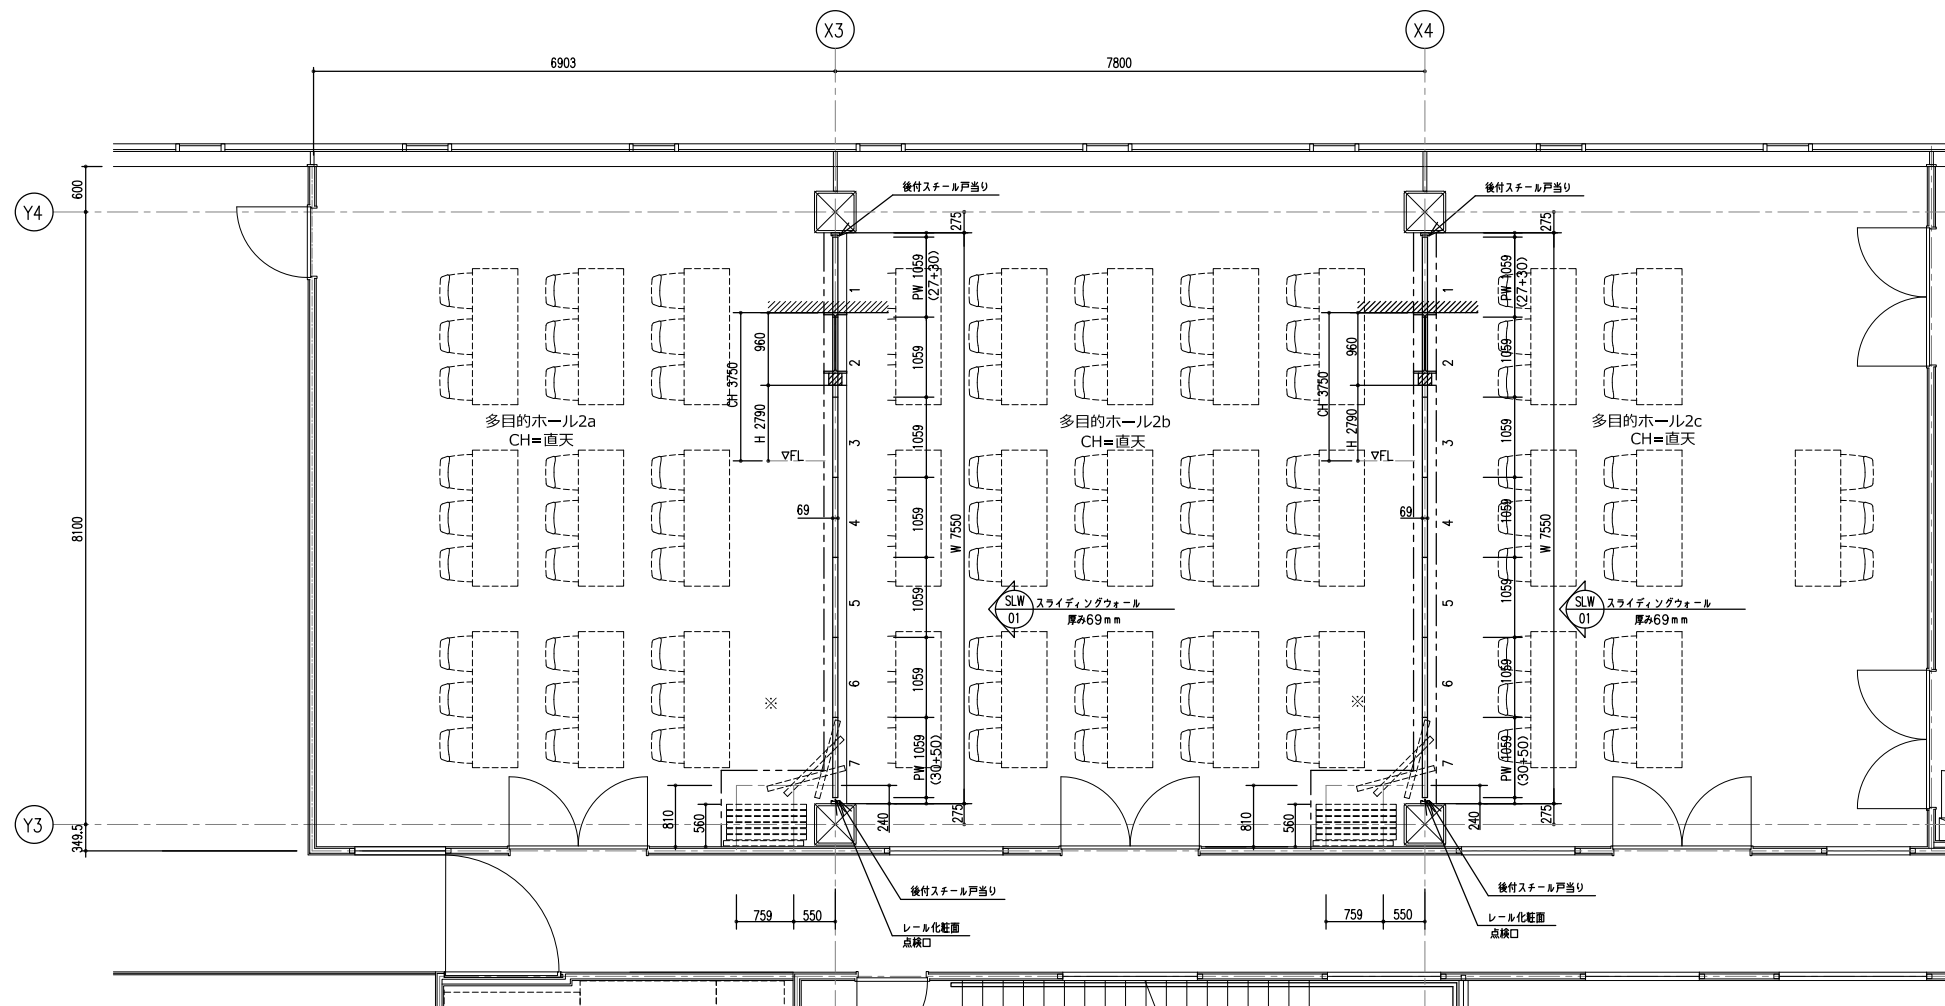 X3
X4
6903
7800
600
Y4
8100
Y3
349.5
後付スチール戸当り
後付スチール戸当り
275
275
PW 1059
(27+30)
PW 1059
(27+30)
1
2
3
4
5
6
7
1
2
3
4
5
6
7
1059
1059
1059
1059
1059
PW 1059
(30+50)
1059
1059
1059
1059
1059
PW 1059
(30+50)
960
CH 3750
H 2790
▽FL
960
CH 3750
H 2790
▽FL
多目的ホール2a
CH=直天
多目的ホール2b
CH=直天
多目的ホール2c
CH=直天
69
69
W 7550
W 7550
SLW
01
スライディングウォール
厚み69mm
SLW
01
スライディングウォール
厚み69mm
※
※
810
560
240
275
810
560
240
275
759
550
759
550
後付スチール戸当り
レール化粧面
点検口
後付スチール戸当り
レール化粧面
点検口